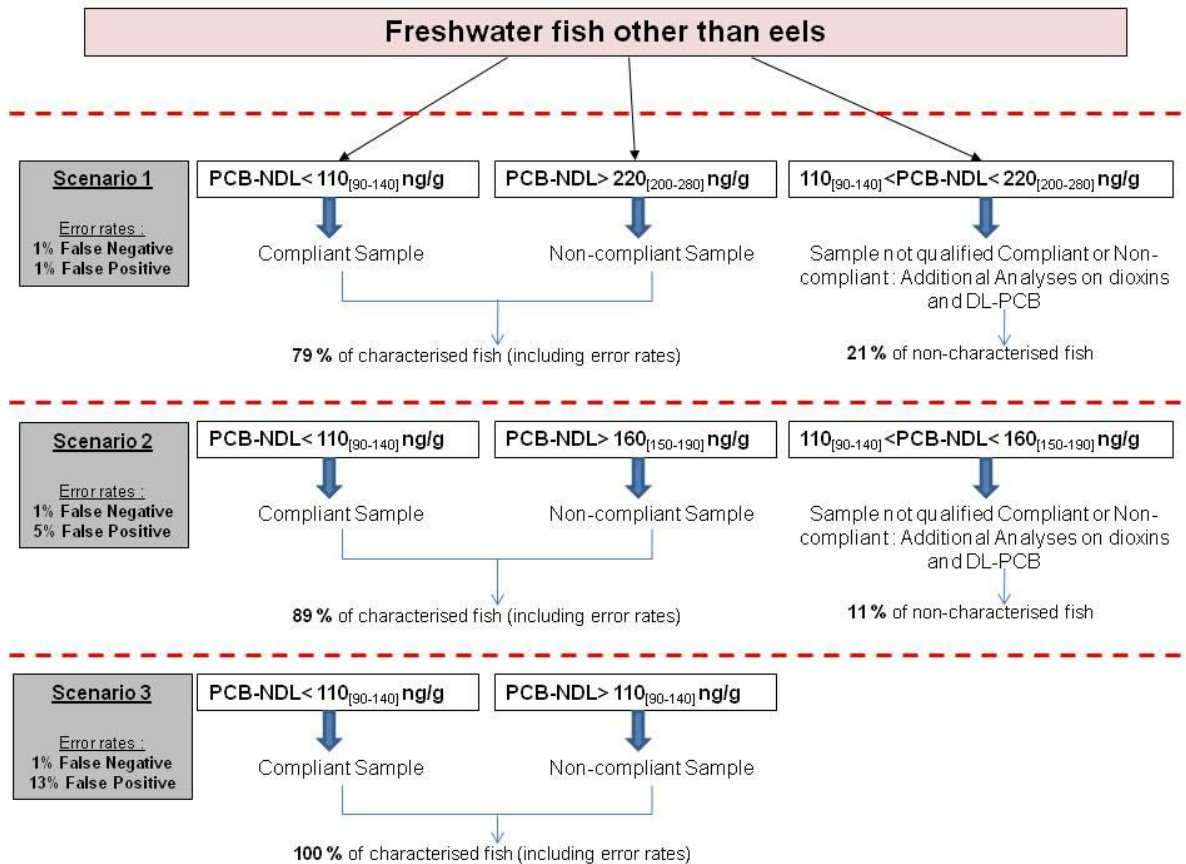 Freshwater fish other than eels
Scenario 1
Error rates :
1% False Negative
1% False Positive
PCB-NDL< 110[90-140] ng/g
Compliant Sample
PCB-NDL> 220[200-280] ng/g
Non-compliant Sample
110[90-140] <PCB-NDL< 220[200-280] ng/g
Sample not qualified Compliant or Non-
compliant : Additional Analyses on dioxins
and DL-PCB
79 % of characterised fish (including error rates)
21 % of non-characterised fish
Scenario 2
Error rates :
1% False Negative
5% False Positive
PCB-NDL< 110[90-140] ng/g
Compliant Sample
PCB-NDL> 160[150-190] ng/g
Non-compliant Sample
110[90-140] <PCB-NDL< 160[150-190] ng/g
Sample not qualified Compliant or Non-
compliant : Additional Analyses on dioxins
and DL-PCB
89 % of characterised fish (including error rates)
11 % of non-characterised fish
Scenario 3
Error rates :
1% False Negative
13% False Positive
PCB-NDL< 110[90-140] ng/g
Compliant Sample
PCB-NDL> 110[90-140] ng/g
Non-compliant Sample
100 % of characterised fish (including error rates)